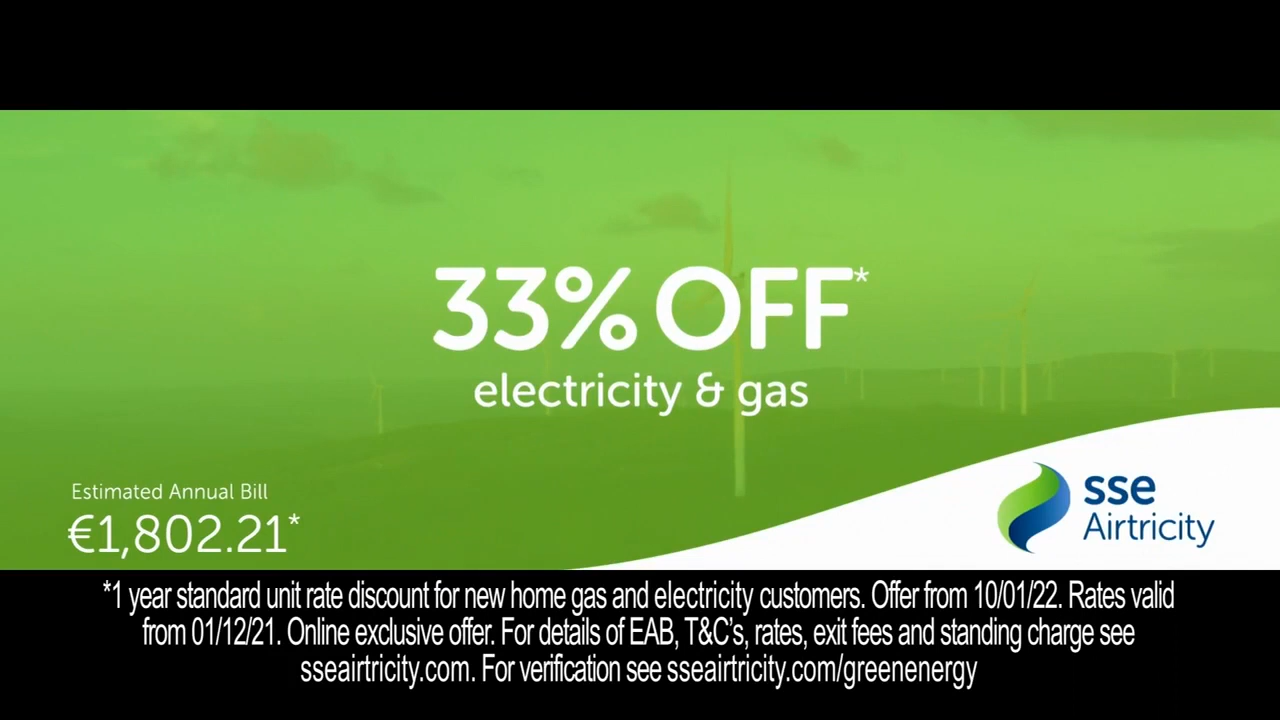 33% OFF*
electricity & gas
Estimated Annual Bill
€1,802.21*
sse
Airtricity
*1 year standard unit rate discount for new home gas and electricity customers. Offer from 10/01/22. Rates valid
from 01/12/21. Online exclusive offer. For details of EAB, T&C's, rates, exit fees and standing charge see
sseairtricity.com. For verification see sseairtricity.com/greenenergy